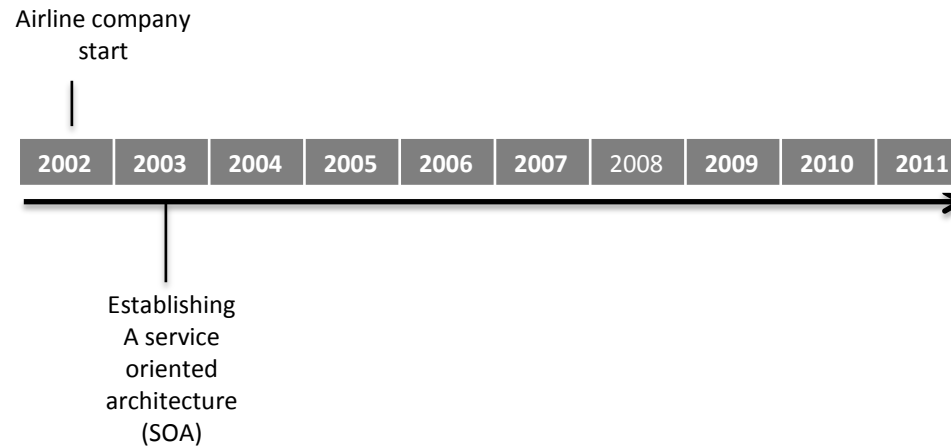 Airline company
start
2002 2003 2004 2005 2006 2007 2008 2009 2010 2011
Establishing
A service
oriented
architecture
(SOA)